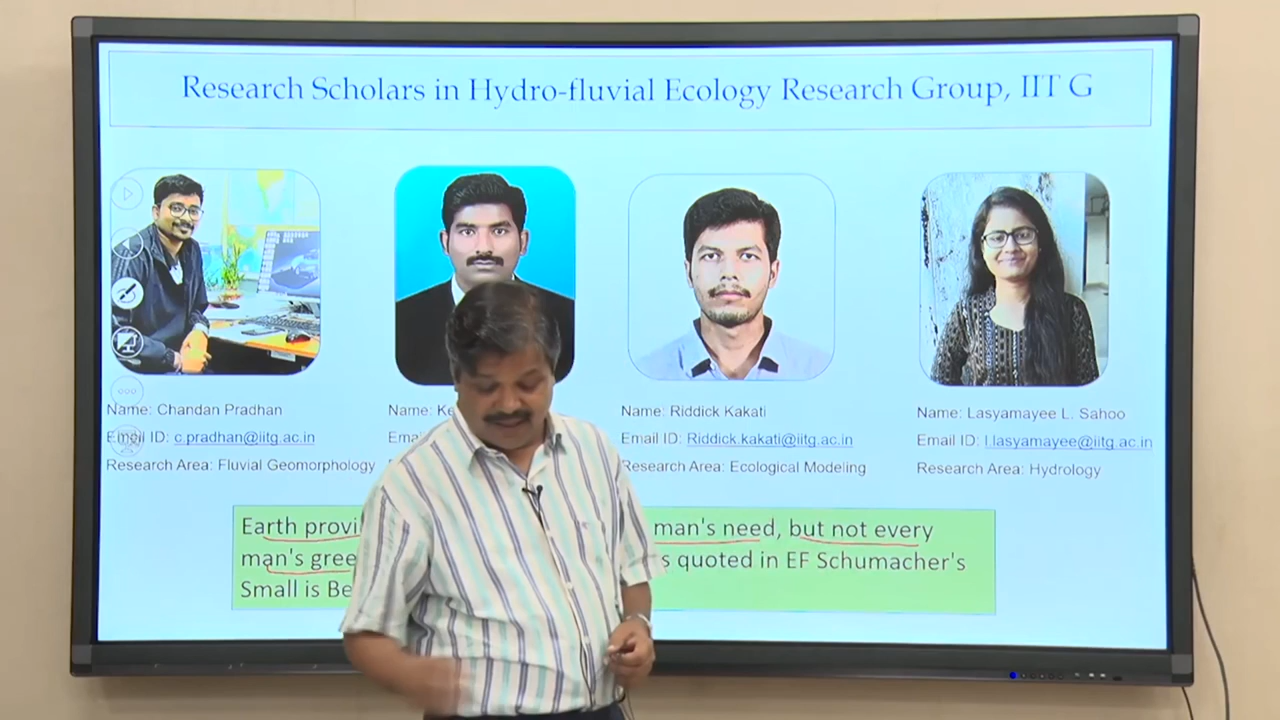 Research Scholars in Hydro-fluvial Ecology Research Group, IIT G
Name: Chandan Pradhan
Email ID: c.pradhan@iitg.ac.in
Research Area: Fluvial Geomorphology
Name:
Name: Riddick Kakati
Email ID: Riddick.kakati@iitg.ac.in
Research Area: Ecological Modeling
Name: Lasyamayee L. Sahoo
Email ID: l.lasyamayee@iitg.ac.in
Research Area: Hydrology
Earth man's need, but not every
man's quoted in EF Schumacher's
Small is